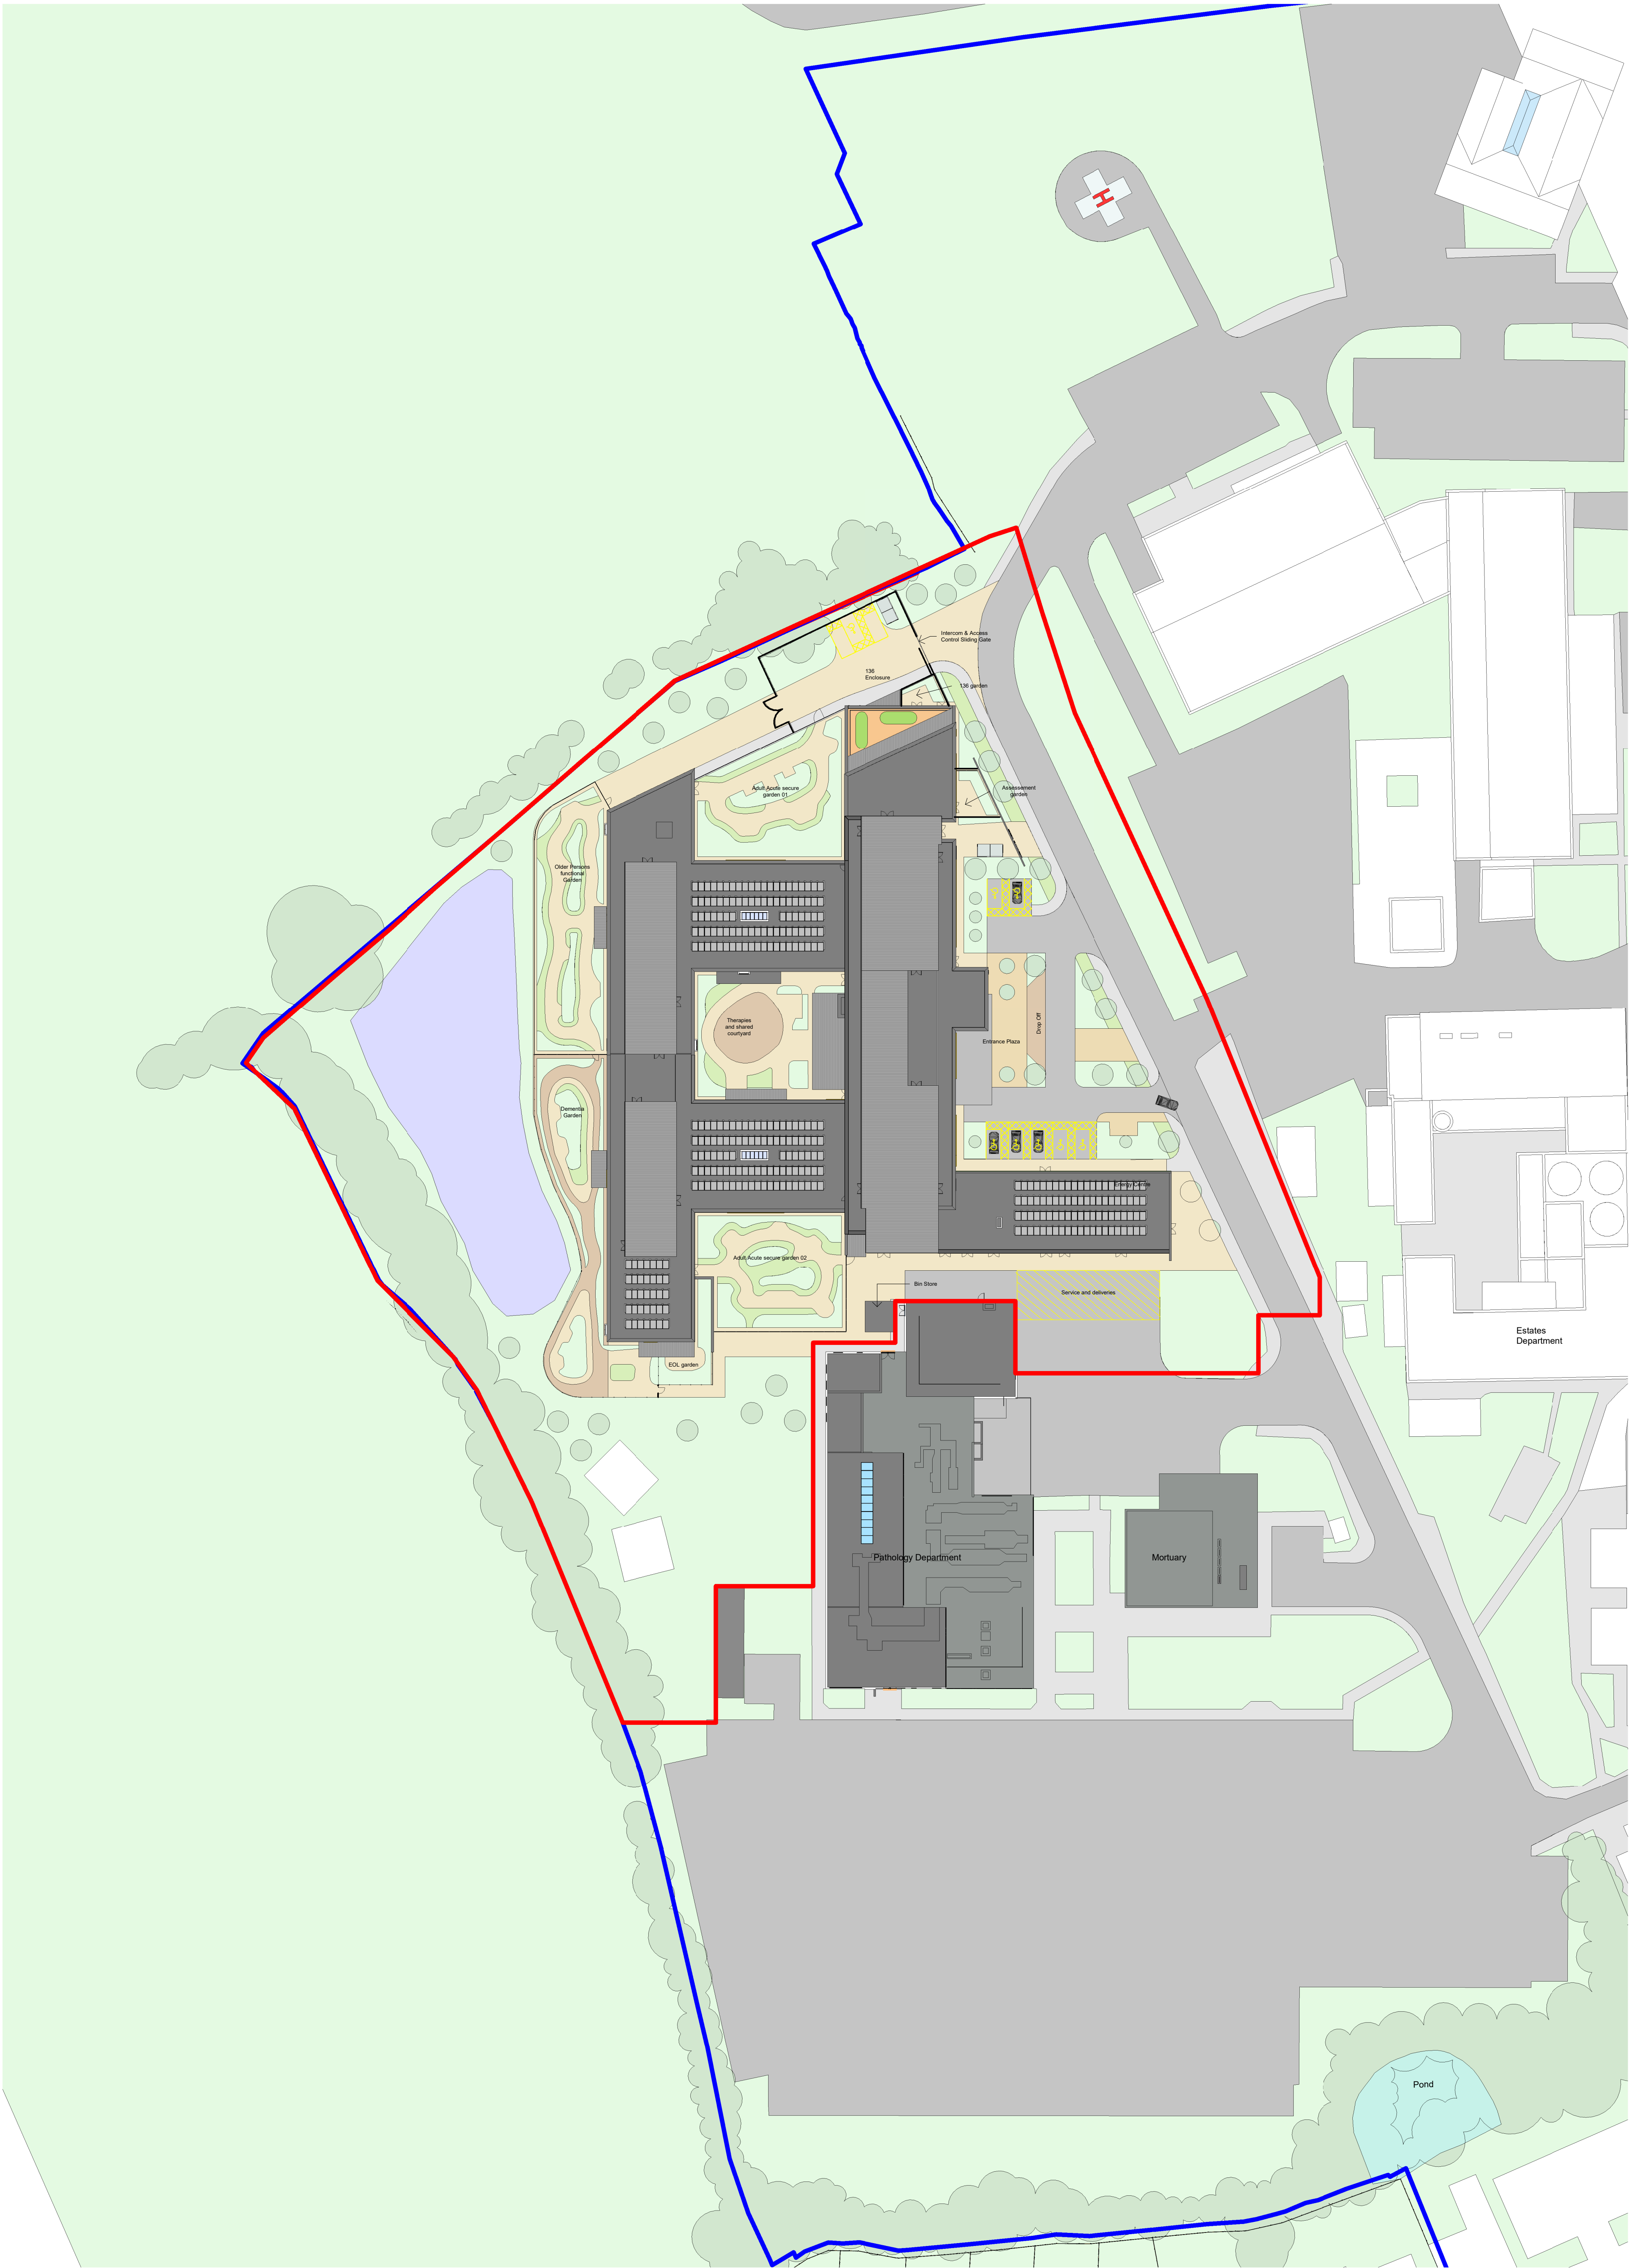 H
Intercom & Access
Control Sliding Gate
136
Enclosure
136 garden
Adult Acute secure
garden 01
Assessement
garden
Older Persons
functional
Garden
Therapies
and shared
courtyard
Drop Off
Entrance Plaza
Dementia
Garden
Energy Centre
Adult Acute secure garden 02
Bin Store
Service and deliveries
Estates
Department
EOL garden
Pathology Department
Mortuary
Pond